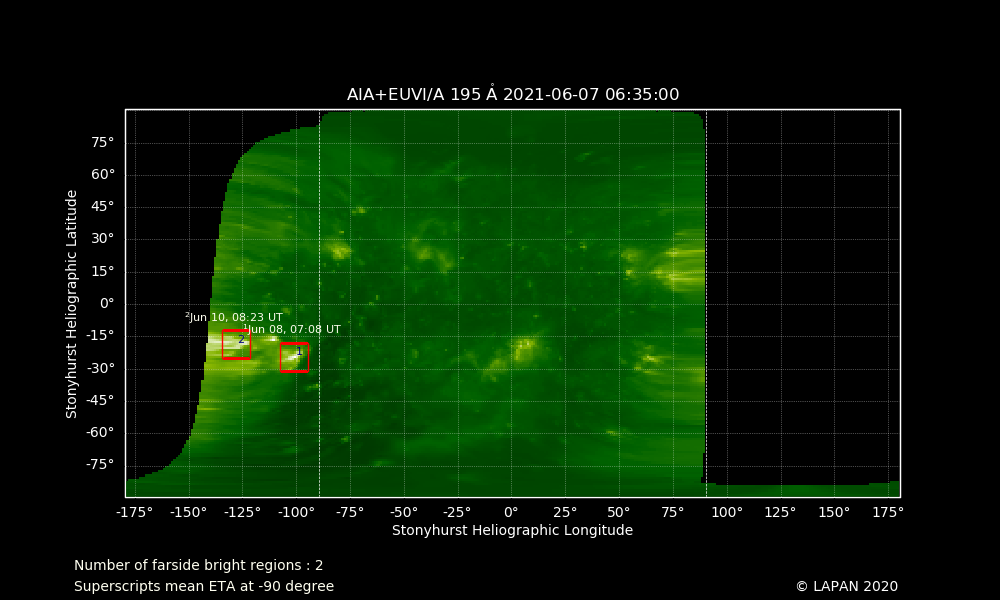 AIA+EUVI/A 195 Å 2021-06-07 06:35:00
Stonyhurst Heliographic Latitude
75°
60°
45°
30°
15°
0°
-15°
-30°
-45°
-60°
-75°
²Jun 10, 08:23 UT
¹Jun 08, 07:08 UT
2
1
-175° -150° -125° -100° -75° -50° -25° 0° 25° 50° 75° 100° 125° 150° 175°
Stonyhurst Heliographic Longitude
Number of farside bright regions : 2
Superscripts mean ETA at -90 degree
© LAPAN 2020